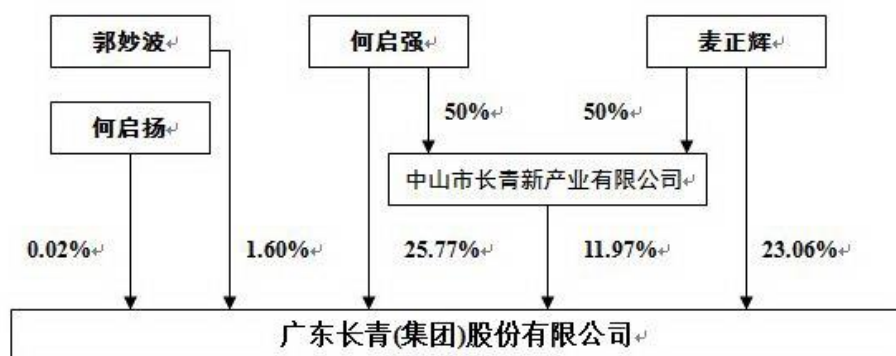 郭妙波
何启强
麦正辉
何启扬
50%
50%
中山市长青新产业有限公司
0.02%
1.60%
25.77%
11.97%
23.06%
广东长青(集团)股份有限公司